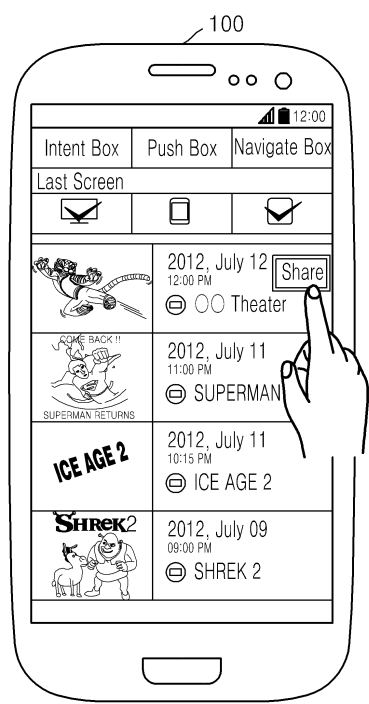 100
12:00
Intent Box Push Box Navigate Box
Last Screen
2012, July 12
Share
12:00 PM
○○ Theater
COME BACK !!
SUPERMAN RETURNS
2012, July 11
11:00 PM
SUPERMAN
ICE AGE 2
2012, July 11
10:15 PM
ICE AGE 2
SHREK 2
2012, July 09
09:00 PM
SHREK 2